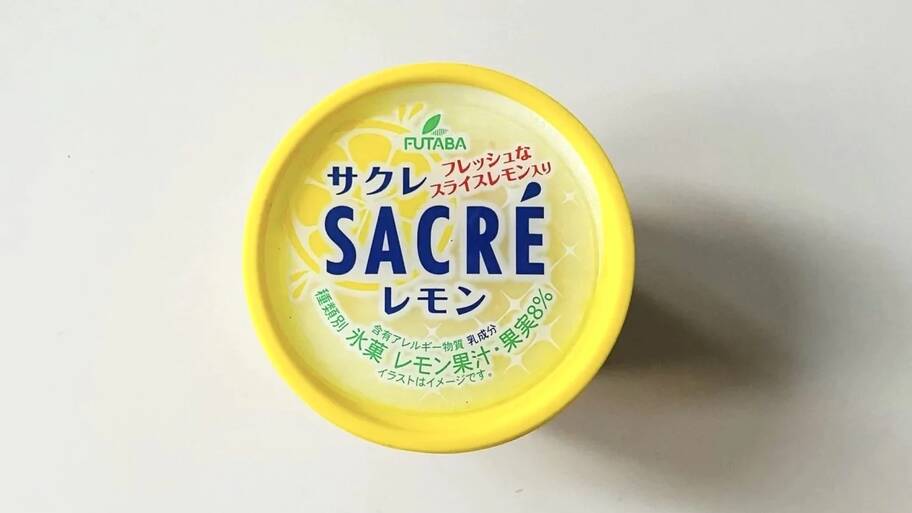 FUTABA
サクレ
フレッシュな
スライスレモン入り
SACRÉ
レモン
種類別 氷菓 レモン果汁・果実8%
含有アレルギー物質 乳成分
イラストはイメージです。